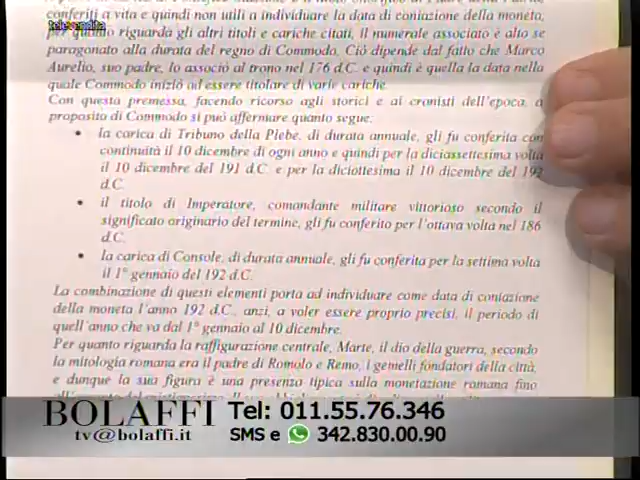 conferiti a vita e quindi non utili a individuare la data di coniazione della moneta,
televendita
per quanto riguarda gli altri titoli e cariche citati, il numerale associato è alto se
paragonato alla durata del regno di Commodo. Ciò dipende dal fatto che Marco
Aurelio, suo padre, lo associò al trono nel 176 d.C. e quindi è quella la data nella
quale Commodo iniziò ad essere titolare di varie cariche.
Con questa premessa, facendo ricorso agli storici e ai cronisti dell'epoca, a
proposito di Commodo si può affermare quanto segue:
• la carica di Tribuno della Plebe, di durata annuale, gli fu conferita con
continuità il 10 dicembre di ogni anno e quindi per la diciassettesima volta
il 10 dicembre del 191 d.C. e per la diciottesima il 10 dicembre del 192
d.C.
• il titolo di Imperatore, comandante militare vittorioso secondo il
significato originario del termine, gli fu conferito per l'ottava volta nel 186
d.C.
• la carica di Console, di durata annuale, gli fu conferita per la settima volta
il 1° gennaio del 192 d.C.
La combinazione di questi elementi porta ad individuare come data di coniazione
della moneta l'anno 192 d.C. anzi, a voler essere proprio precisi, il periodo di
quell'anno che va dal 1° gennaio al 10 dicembre.
Per quanto riguarda la raffigurazione centrale, Marte, il dio della guerra, secondo
la mitologia romana era il padre di Romolo e Remo, i gemelli fondatori della città,
e dunque la sua figura è una presenza tipica sulla monetazione romana fino
BOLAFFI
tv@bolaffi.it
Tel: 011.55.76.346
SMS e 342.830.00.90